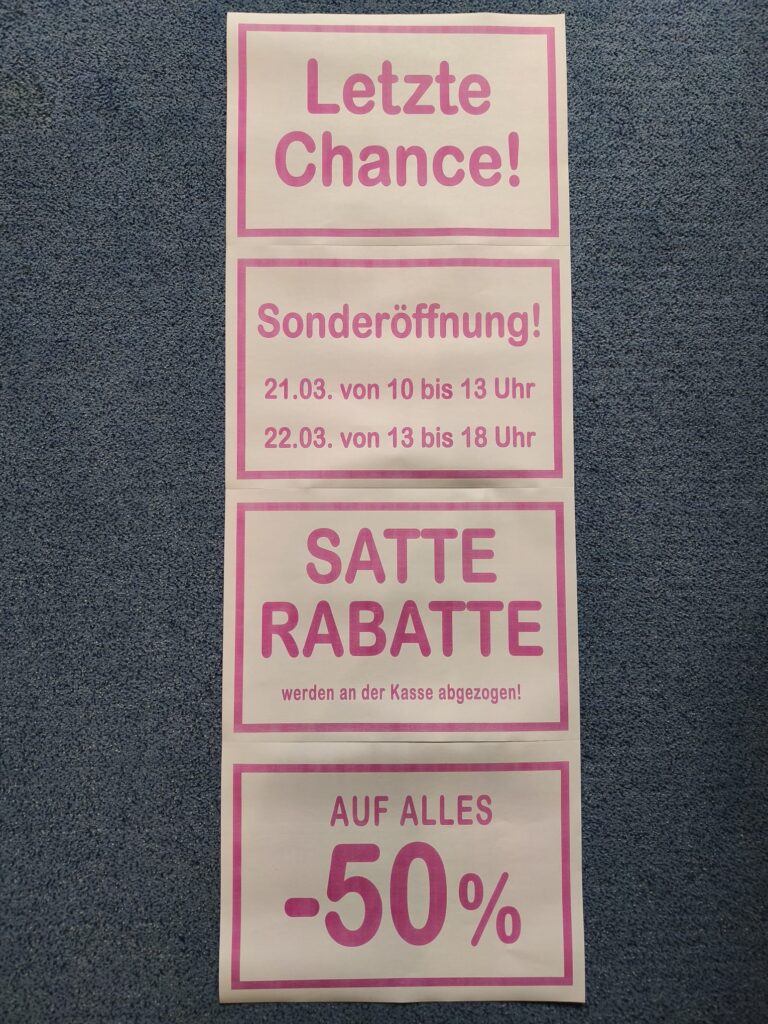 Letzte
Chance!
Sonderöffnung!
21.03. von 10 bis 13 Uhr
22.03. von 13 bis 18 Uhr
SATTE
RABATTE
werden an der Kasse abgezogen!
AUF ALLES
-50%